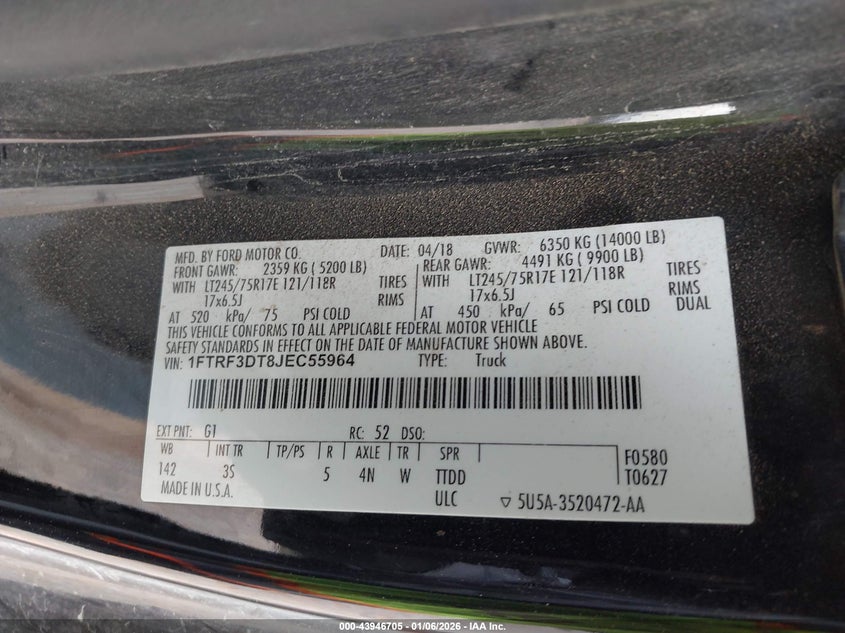 MFD. BY FORD MOTOR CO. DATE: 04/18 GVWR: 6350 KG (14000 LB)
FRONT GAWR: 2359 KG ( 5200 LB) REAR GAWR: 4491 KG ( 9900 LB)
WITH LT245/75R17E 121/118R TIRES WITH LT245/75R17E 121/118R TIRES
17x6.5J RIMS 17x6.5J RIMS
AT 520 kPa/ 75 PSI COLD AT 450 kPa/ 65 PSI COLD DUAL
THIS VEHICLE CONFORMS TO ALL APPLICABLE FEDERAL MOTOR VEHICLE
SAFETY STANDARDS IN EFFECT ON THE DATE OF MANUFACTURE SHOWN ABOVE.
VIN: 1FTRF3DT8JEC55964 TYPE: Truck
EXT PNT: G1 RC: 52 DSO:
WB INT TR TP/PS R AXLE TR SPR F0580
142 3S 5 4N W TTDD T0627
MADE IN U.S.A. ULC ▽ 5U5A-3520472-AA
000-43946705 - 01/06/2026 - IAA Inc.